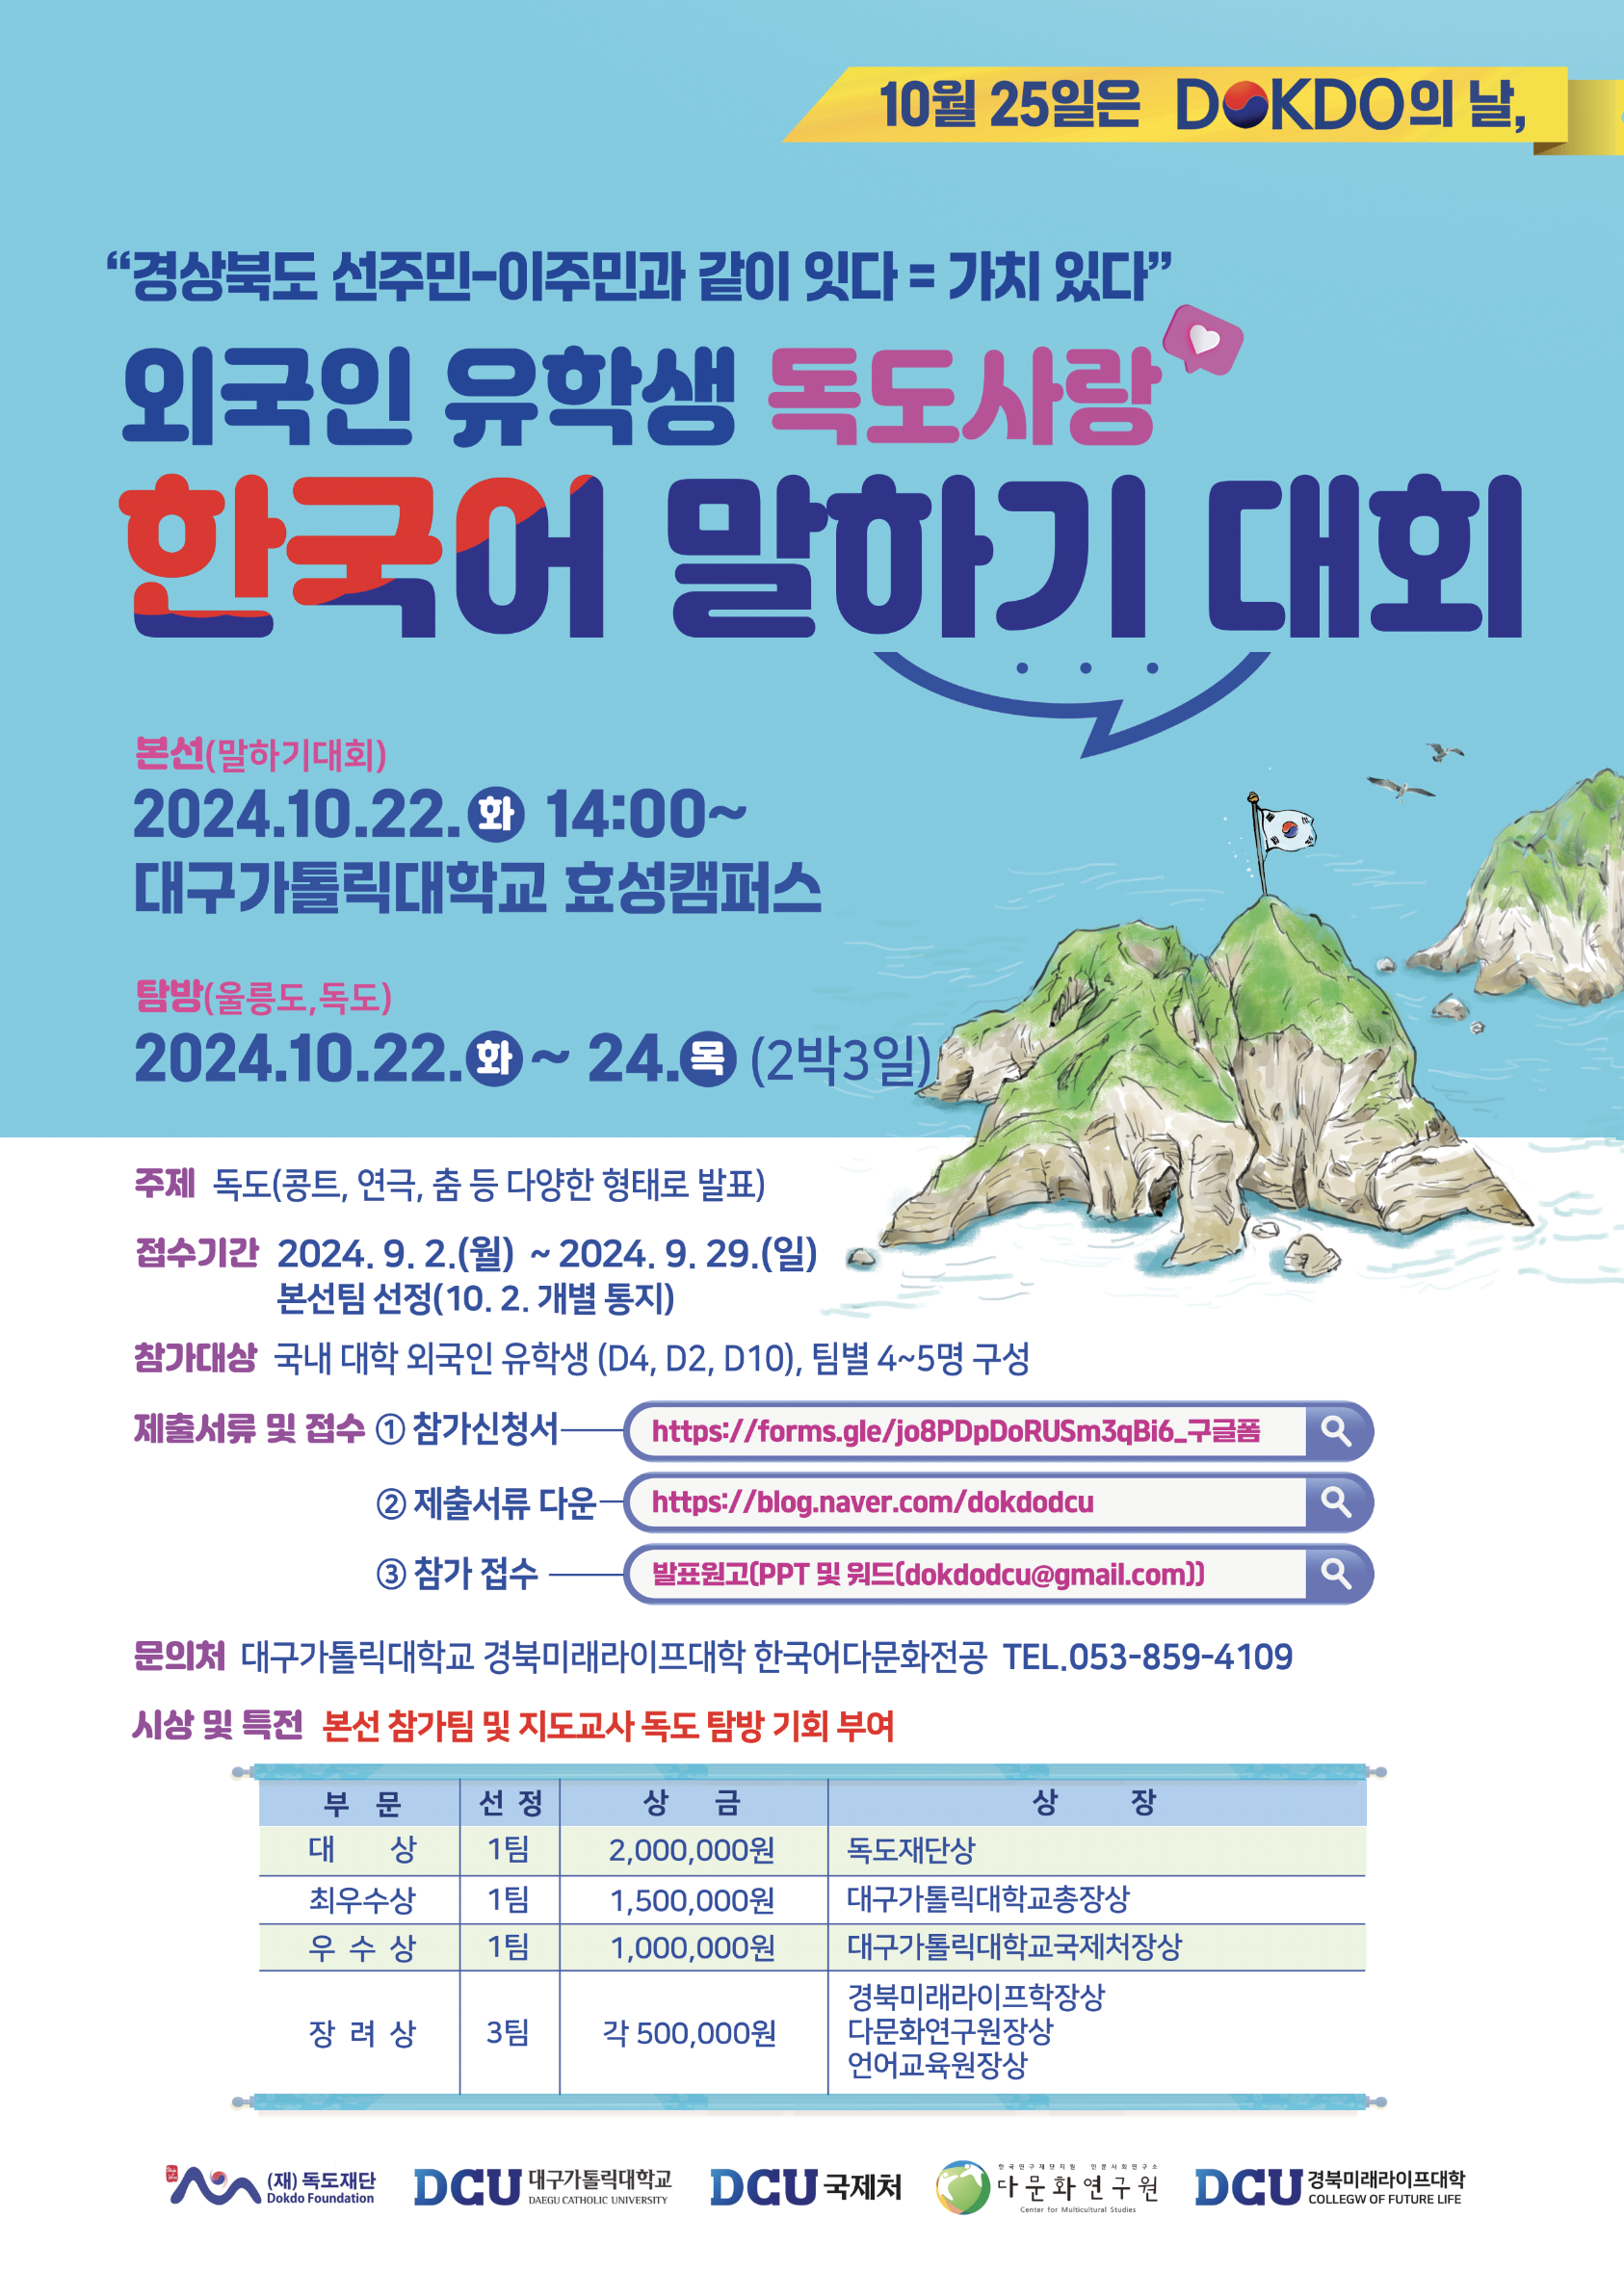 10월 25일은 DOKDO의 날,
“경상북도 선주민-이주민과 같이 잇다 = 가치 있다”
외국인 유학생 독도사랑
한국어 말하기 대회
본선(말하기대회)
2024.10.22.화 14:00~
대구가톨릭대학교 효성캠퍼스
탐방(울릉도,독도)
2024.10.22.화~ 24.목 (2박3일)
주제 독도(콩트, 연극, 춤 등 다양한 형태로 발표)
접수기간 2024. 9. 2.(월) ~ 2024. 9. 29.(일)
본선팀 선정(10. 2. 개별 통지)
참가대상 국내 대학 외국인 유학생 (D4, D2, D10), 팀별 4~5명 구성
제출서류 및 접수 ① 참가신청서 https://forms.gle/jo8PDpDoRUSm3qBi6_구글폼
② 제출서류 다운 https://blog.naver.com/dokdodcu
③ 참가 접수 발표원고(PPT 및 워드(dokdodcu@gmail.com))
문의처 대구가톨릭대학교 경북미래라이프대학 한국어다문화전공 TEL.053-859-4109
시상 및 특전 본선 참가팀 및 지도교사 독도 탐방 기회 부여
부 문 선 정 상 금 상 장
대 상 1팀 2,000,000원 독도재단상
최우수상 1팀 1,500,000원 대구가톨릭대학교총장상
우 수 상 1팀 1,000,000원 대구가톨릭대학교국제처장상
장 려 상 3팀 각 500,000원 경북미래라이프학장상
다문화연구원장상
언어교육원장상
(재) 독도재단
Dokdo Foundation
DCU 대구가톨릭대학교
DAEGU CATHOLIC UNIVERSITY
DCU 국제처
한국연구재단지원 인문사회연구소
다문화연구원
Center for Multicultural Studies
DCU 경북미래라이프대학
COLLEGW OF FUTURE LIFE